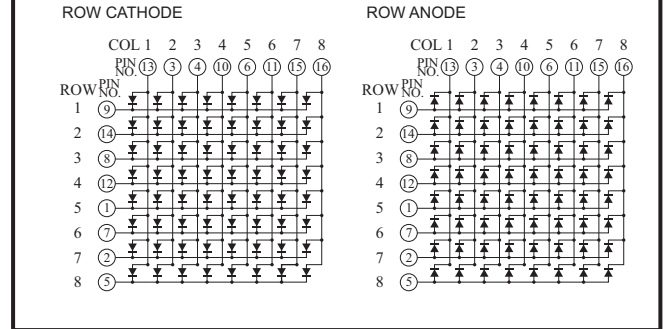 ROW CATHODE ROW ANODE
COL 1 2 3 4 5 6 7 8 COL 1 2 3 4 5 6 7 8
PIN NO. 13 3 4 10 6 11 15 16 PIN NO. 13 3 4 10 6 11 15 16
ROW PIN NO. ROW PIN NO.
1 9 1 9
2 14 2 14
3 8 3 8
4 12 4 12
5 1 5 1
6 7 6 7
7 2 7 2
8 5 8 5